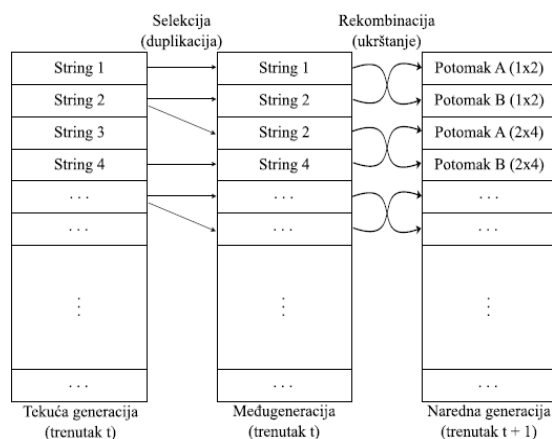 Selekcija
(duplikacija)
Rekombinacija
(ukrštanje)
String 1
String 1
Potomak A (1x2)
String 2
String 2
Potomak B (1x2)
String 3
String 2
Potomak A (2x4)
String 4
String 4
Potomak B (2x4)
. . .
. . .
. . .
. . .
. . .
. . .
. . .
. . .
. . .
. . .
. . .
. . .
Tekuća generacija
(trenutak t)
Međugeneracija
(trenutak t)
Naredna generacija
(trenutak t + 1)